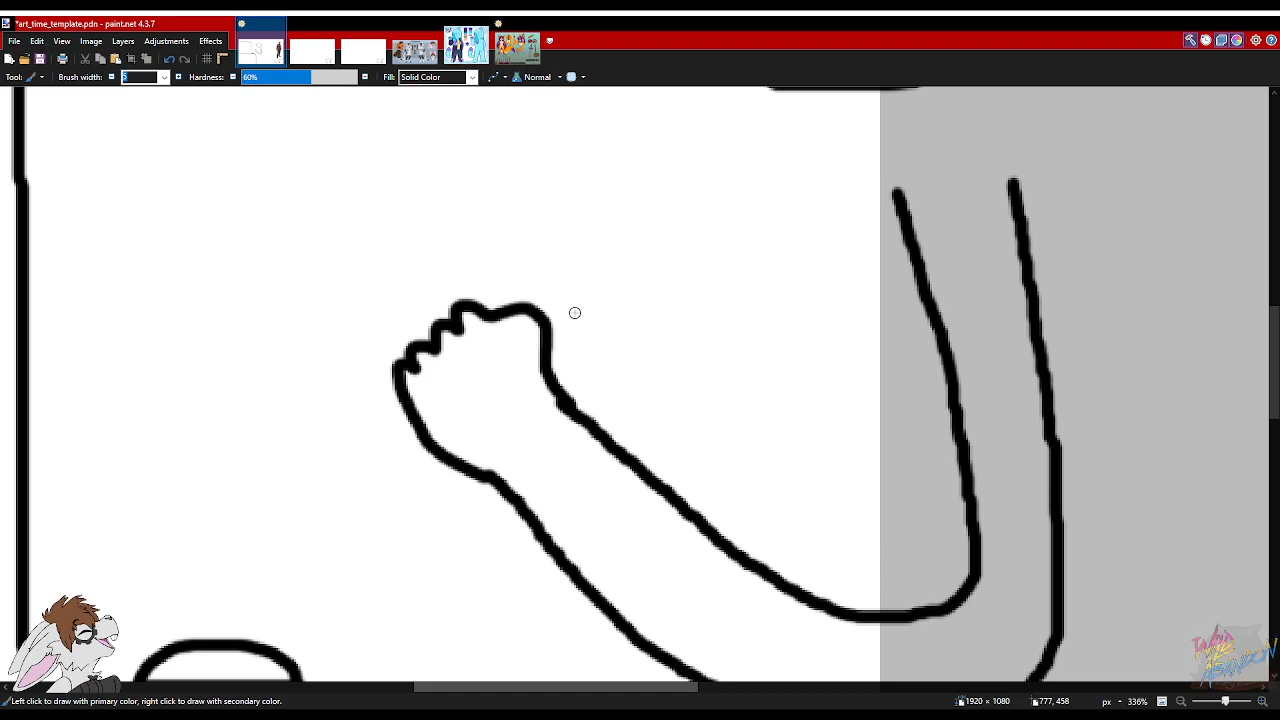 *art_time_template.pdn - paint.net 4.3.7
File Edit View Image Layers Adjustments Effects
Tool: Brush width: 5 Hardness: 60% Fill: Solid Color Normal
ABANDON
Left click to draw with primary color, right click to draw with secondary color. 1920 × 1080 777, 458 px 336%